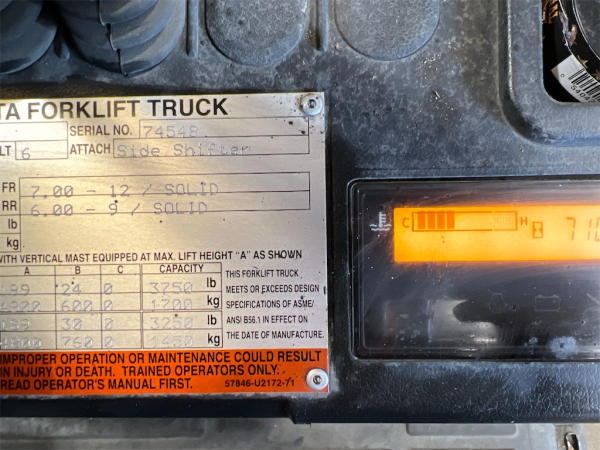 TA FORKLIFT TRUCK
SERIAL NO. 74548
LT 6 ATTACH Side Shifter
FR 7.00 - 12 / SOLID
RR 6.00 - 9 / SOLID
lb
kg
WITH VERTICAL MAST EQUIPPED AT MAX. LIFT HEIGHT "A" AS SHOWN
A B C CAPACITY
24 0 3750 lb
600 0 1700 kg
30 0 3250 lb
760 0 1450 kg
THIS FORKLIFT TRUCK
MEETS OR EXCEEDS DESIGN
SPECIFICATIONS OF ASME/
ANSI B56.1 IN EFFECT ON
THE DATE OF MANUFACTURE.
IMPROPER OPERATION OR MAINTENANCE COULD RESULT
IN INJURY OR DEATH. TRAINED OPERATORS ONLY.
READ OPERATOR'S MANUAL FIRST. 57846-U2172-71
C H 710